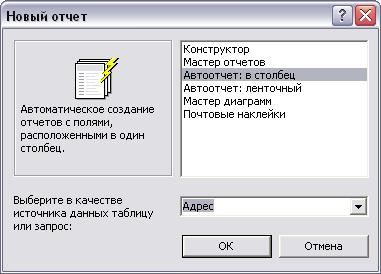 Новый отчет
Автоматическое создание
отчетов с полями,
расположенными в один
столбец.
Конструктор
Мастер отчетов
Автоотчет: в столбец
Автоотчет: ленточный
Мастер диаграмм
Почтовые наклейки
Выберите в качестве
источника данных таблицу
или запрос:
Адрес
ОК
Отмена